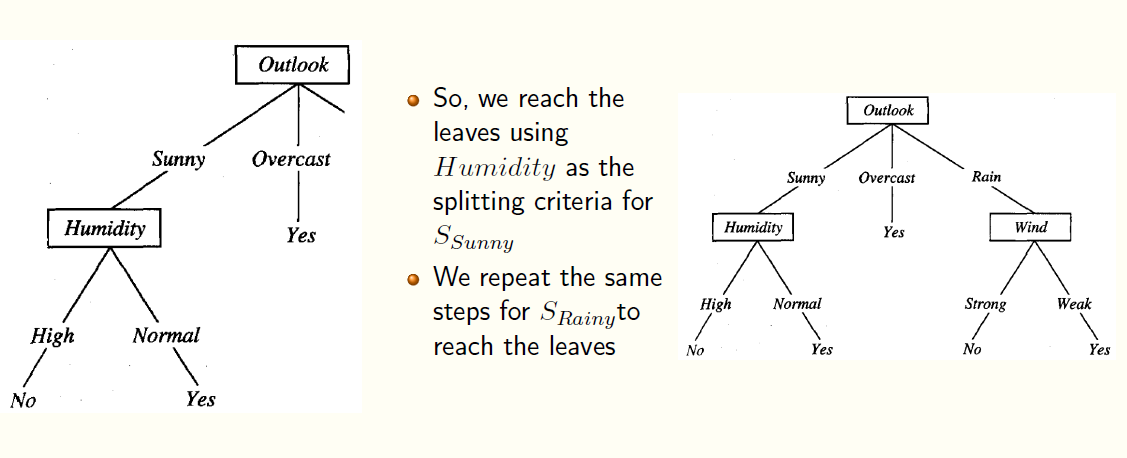 Outlook
Sunny Overcast
Humidity
Yes
High Normal
No Yes
So, we reach the
leaves using
Humidity as the
splitting criteria for
S_Sunny
We repeat the same
steps for S_Rainy to
reach the leaves
Outlook
Sunny Overcast Rain
Humidity Yes Wind
High Normal Strong Weak
No Yes No Yes